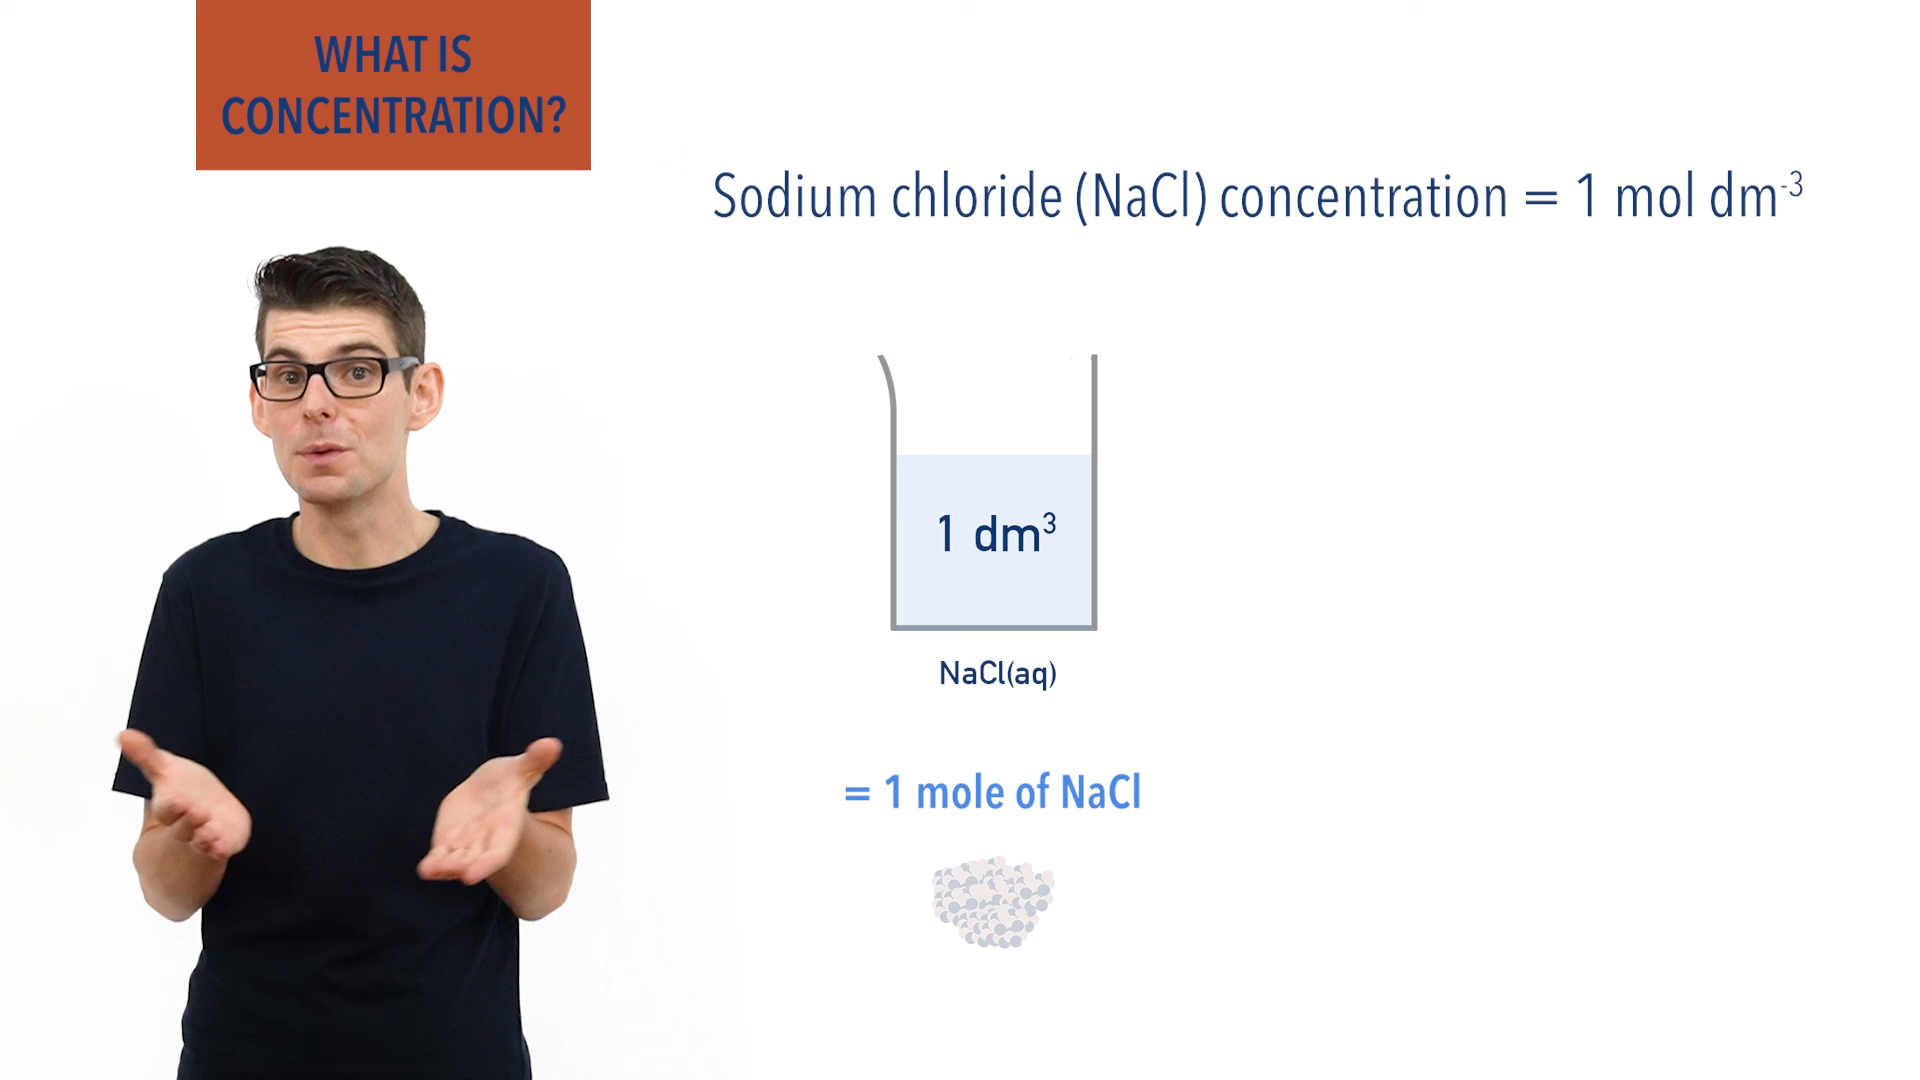 WHAT IS
CONCENTRATION?
Sodium chloride (NaCl) concentration = 1 mol dm⁻³
1 dm³
NaCl(aq)
= 1 mole of NaCl